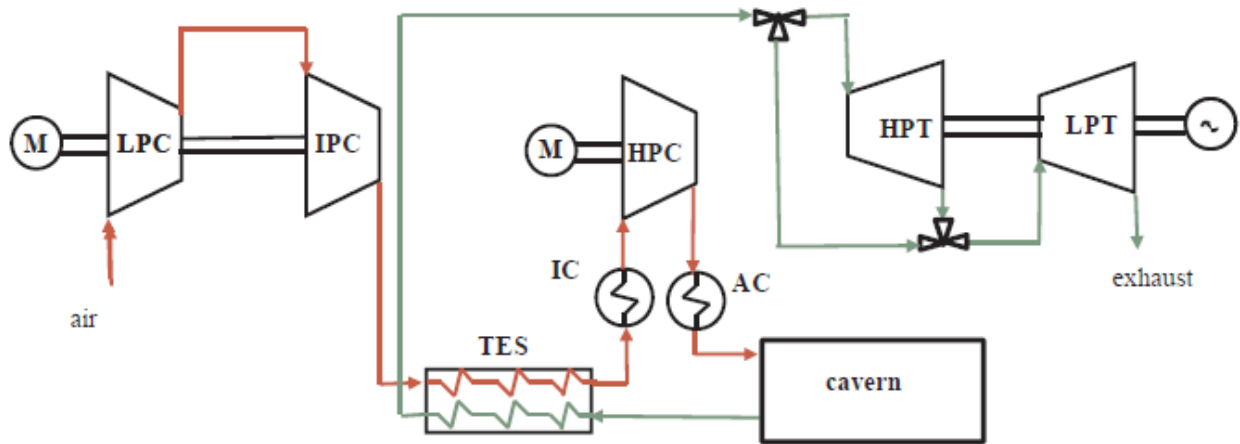 M
LPC
IPC
M
HPC
HPT
LPT
~
air
IC
AC
exhaust
TES
cavern